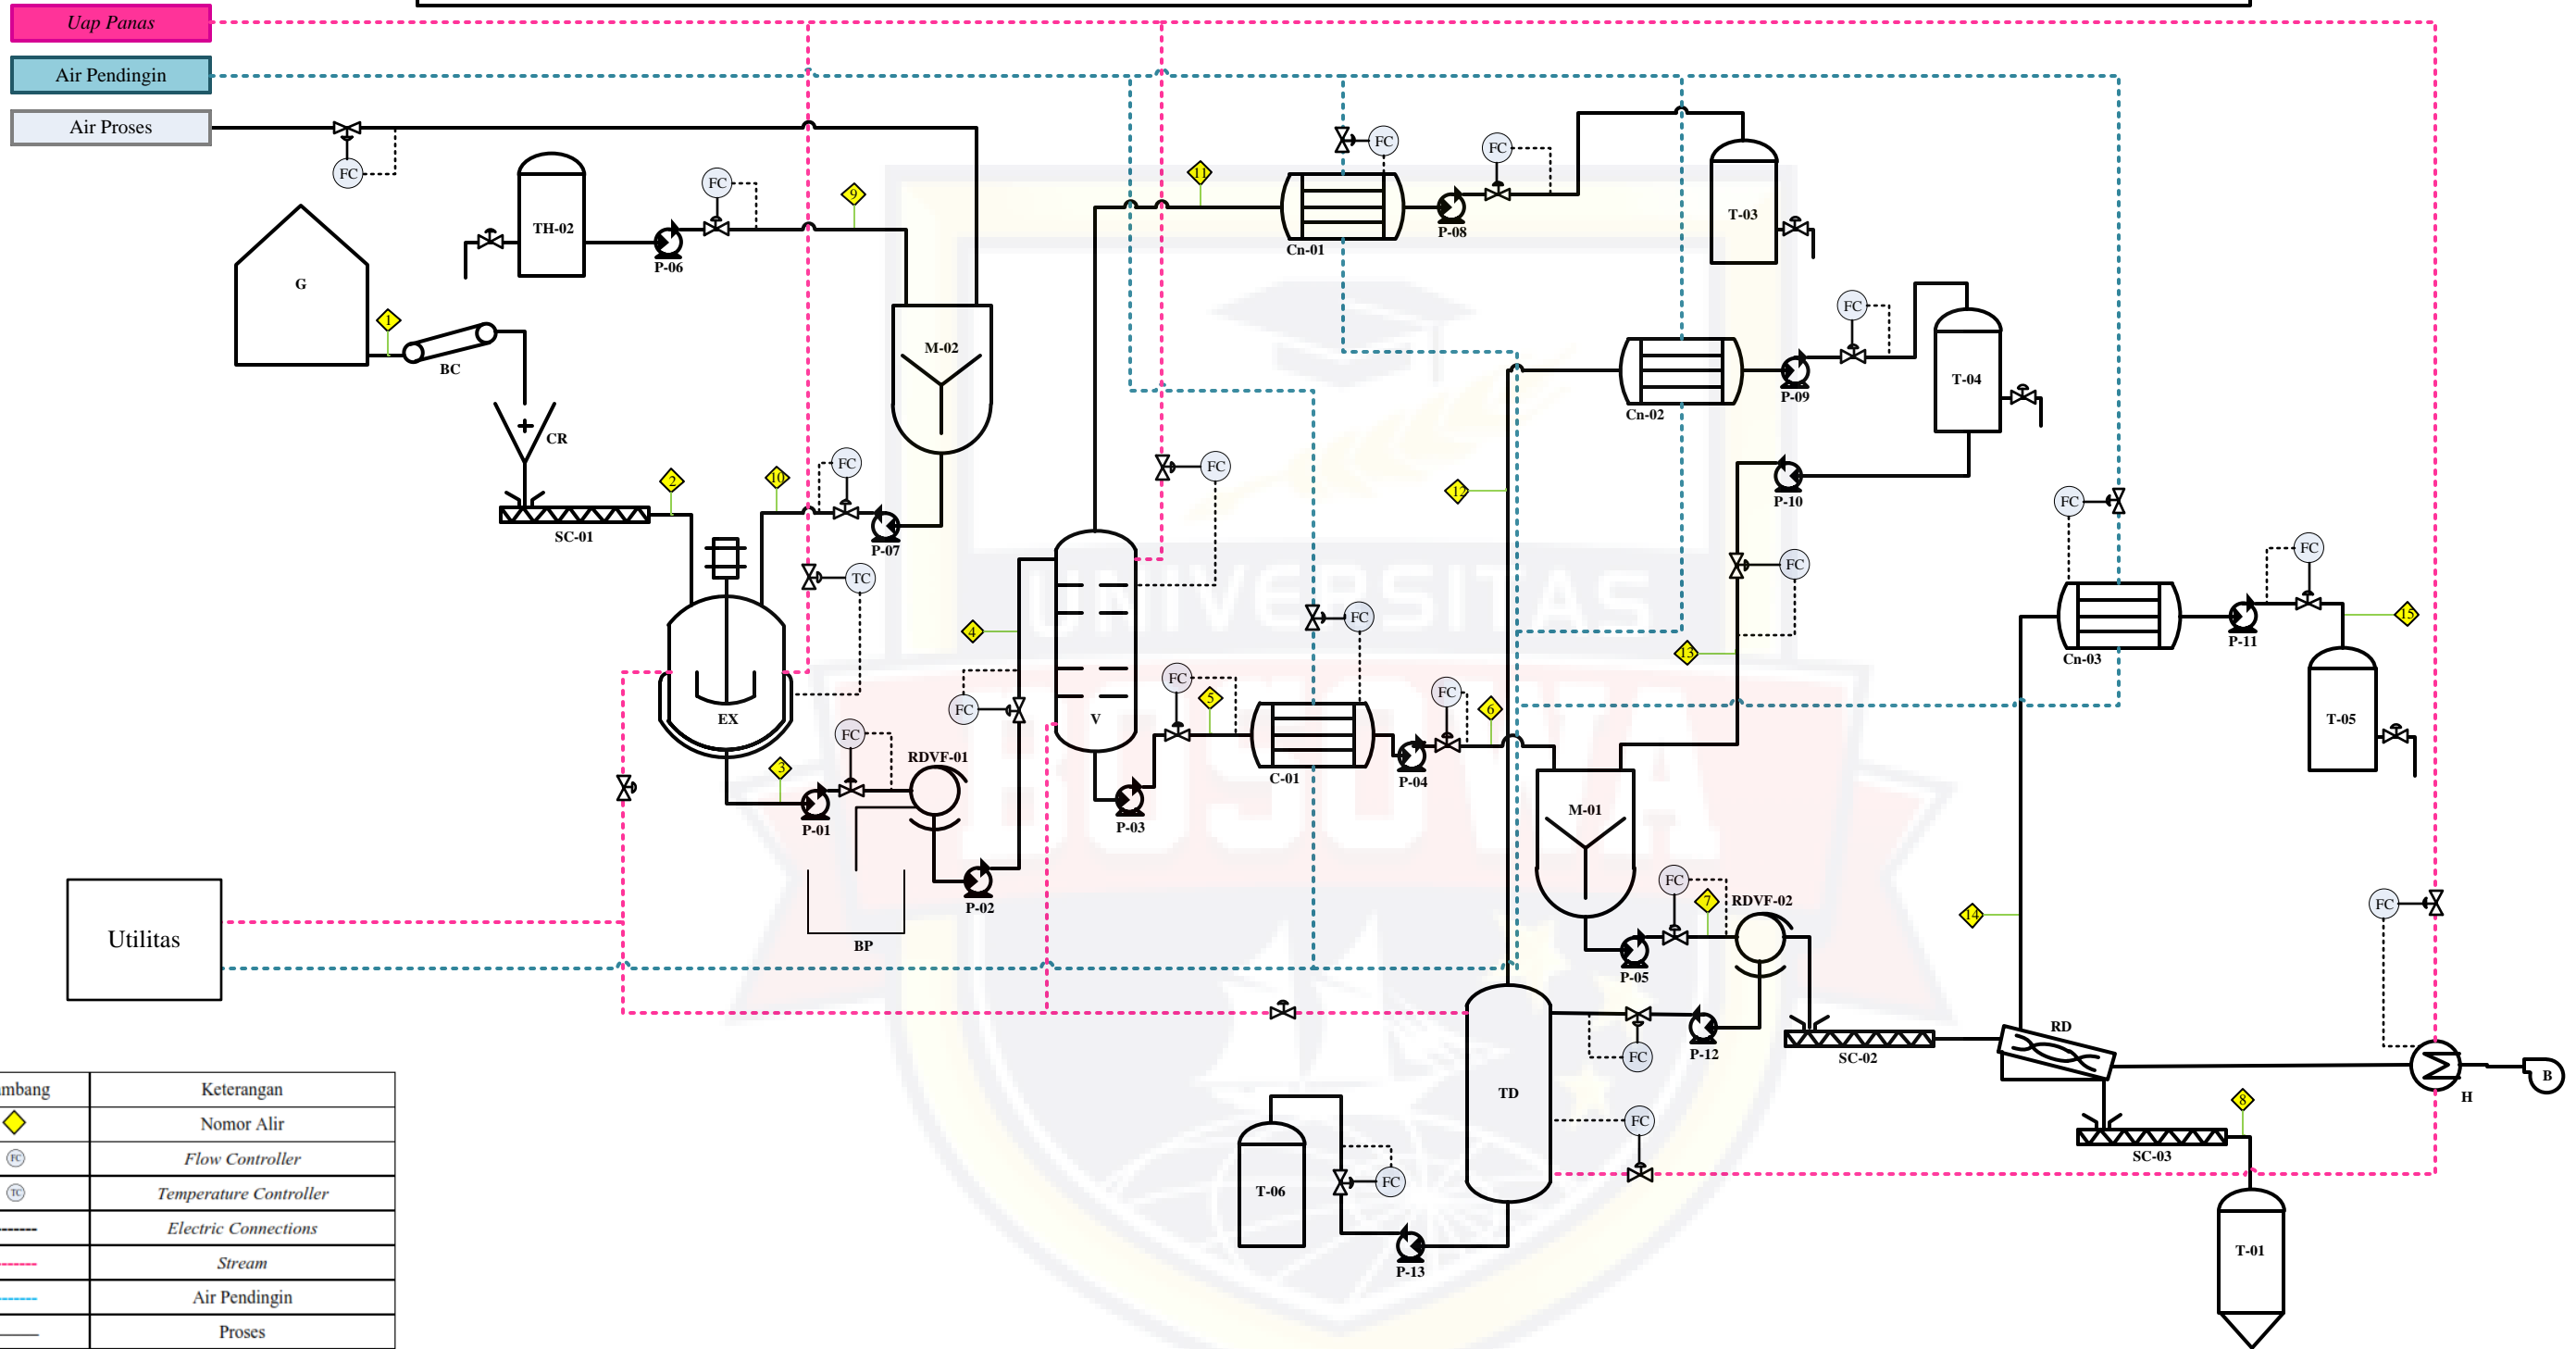 Uap Panas
Air Pendingin
Air Proses
FC
TH-02
FC
P-06
9
G
1
BC
CR
2
SC-01
10
FC
P-07
M-02
TC
EX
3
P-01
FC
RDVF-01
BP
P-02
4
FC
V
11
FC
Cn-01
FC
P-08
T-03
FC
FC
5
P-03
FC
C-01
FC
6
P-04
12
Cn-02
P-09
FC
T-04
P-10
FC
13
M-01
FC
7
RDVF-02
P-05
P-12
FC
TD
FC
T-06
FC
P-13
SC-02
RD
14
FC
Cn-03
P-11
FC
15
T-05
FC
H
B
8
SC-03
T-01
Utilitas
UNIVERSITAS
BOSOWA
mbang Keterangan
Nomor Alir
FC Flow Controller
TC Temperature Controller
Electric Connections
Stream
Air Pendingin
Proses